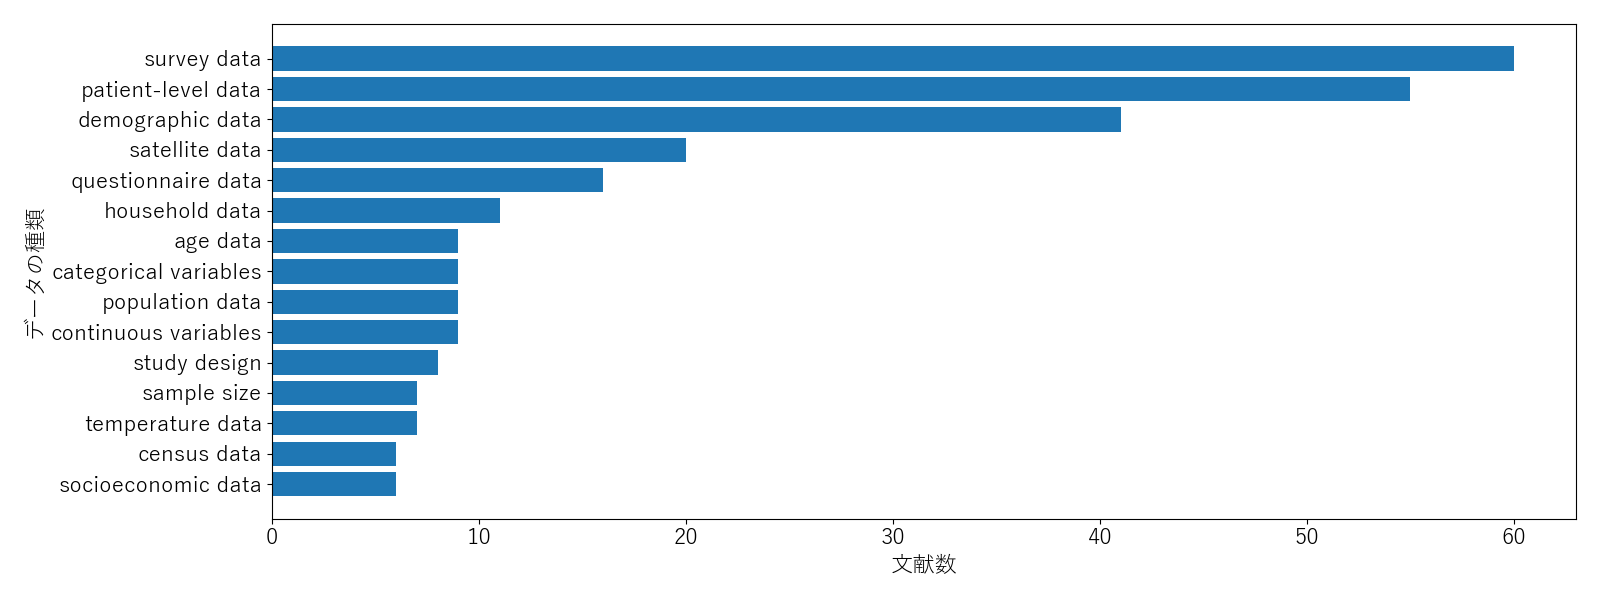 survey data
patient-level data
demographic data
satellite data
questionnaire data
household data
age data
categorical variables
population data
continuous variables
study design
sample size
temperature data
census data
socioeconomic data
データの種類
0 10 20 30 40 50 60
文献数